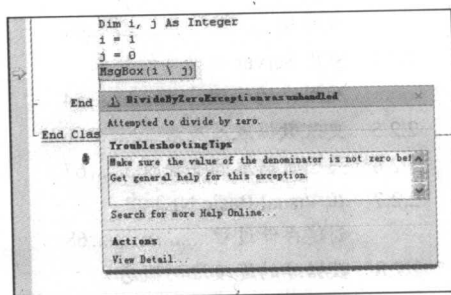 Dim i, j As Integer
i = 1
j = 0
MsgBox(i \ j)
End
End Clas
DivideByZeroException was unhandled
Attempted to divide by zero.
Troubleshooting Tips
Make sure the value of the denominator is not zero bef
Get general help for this exception.
Search for more Help Online...
Actions
View Detail...